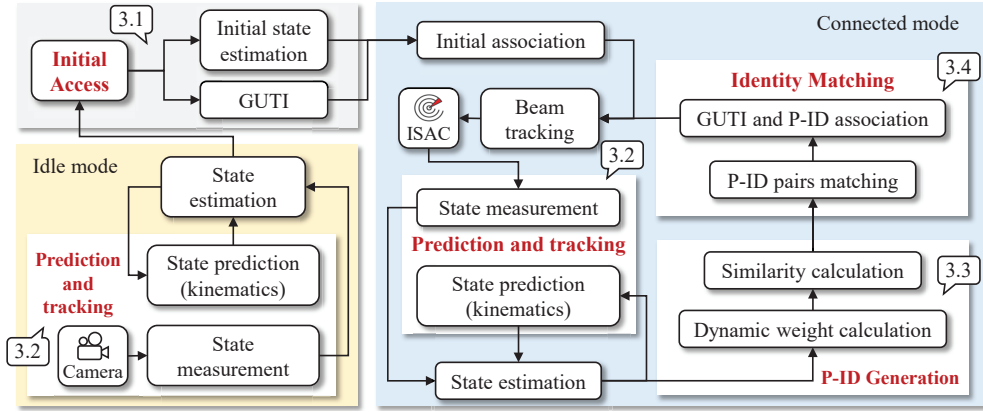 3.1
Initial
Access
Initial state
estimation
GUTI
Idle mode
State
estimation
Prediction
and
tracking
State prediction
(kinematics)
3.2
Camera
State
measurement
Connected mode
Initial association
ISAC
Beam
tracking
3.2
State measurement
Prediction and tracking
State prediction
(kinematics)
State estimation
3.4
Identity Matching
GUTI and P-ID association
P-ID pairs matching
3.3
Similarity calculation
Dynamic weight calculation
P-ID Generation